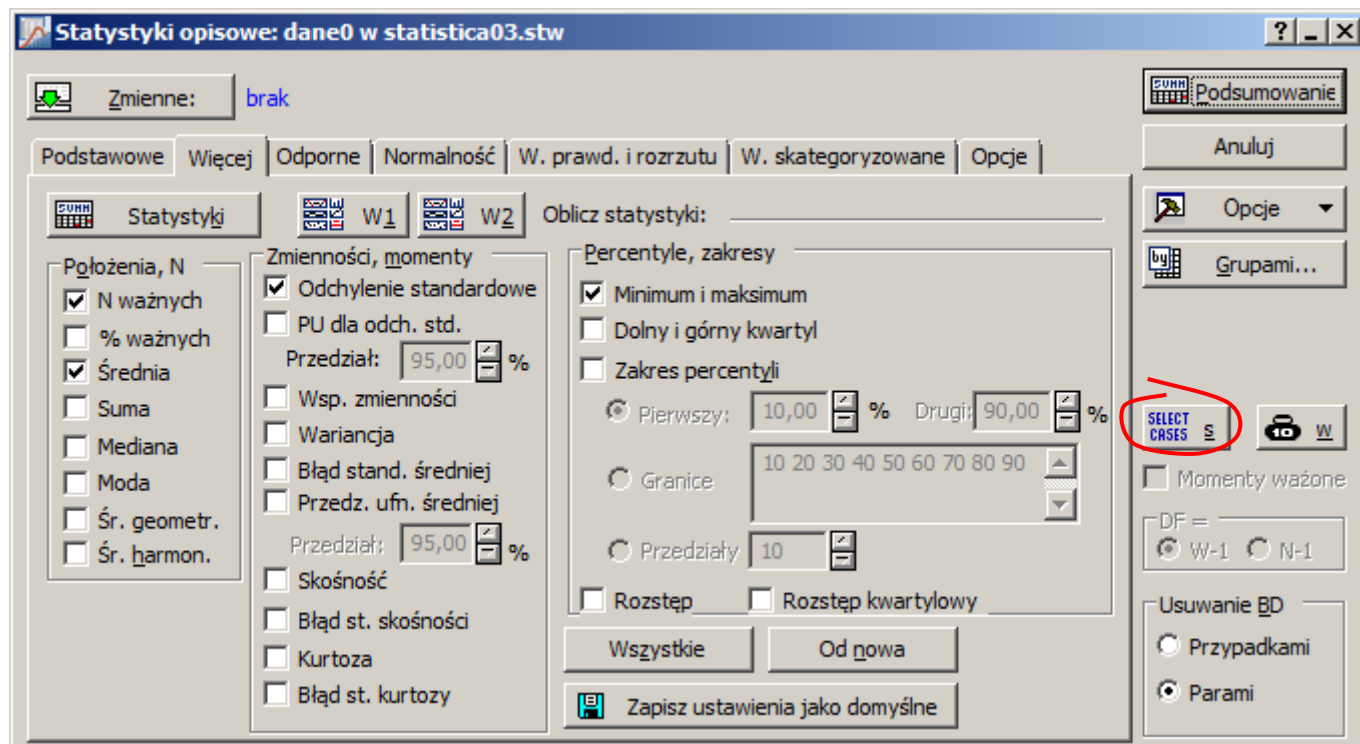 Statystyki opisowe: dane0 w statistica03.stw
Zmienne: brak
Podsumowanie
Anuluj
Opcje
Grupami...
Podstawowe Więcej Odporne Normalność W. prawd. i rozrzutu W. skategoryzowane Opcje
Statystyki W1 W2 Oblicz statystyki:
Położenia, N
N ważnych
% ważnych
Średnia
Suma
Mediana
Moda
Śr. geometr.
Śr. harmon.
Zmienności, momenty
Odchylenie standardowe
PU dla odch. std.
Przedział: 95,00 %
Wsp. zmienności
Wariancja
Błąd stand. średniej
Przedz. ufn. średniej
Przedział: 95,00 %
Skośność
Błąd st. skośności
Kurtoza
Błąd st. kurtozy
Percentyle, zakresy
Minimum i maksimum
Dolny i górny kwartyl
Zakres percentyli
Pierwszy: 10,00 % Drugi: 90,00 %
Granice 10 20 30 40 50 60 70 80 90
Przedziały 10
Rozstęp Rozstęp kwartylowy
Wszystkie Od nowa
Zapisz ustawienia jako domyślne
SELECT
CASES S
W
Momenty ważone
DF =
W-1 N-1
Usuwanie BD
Przypadkami
Parami